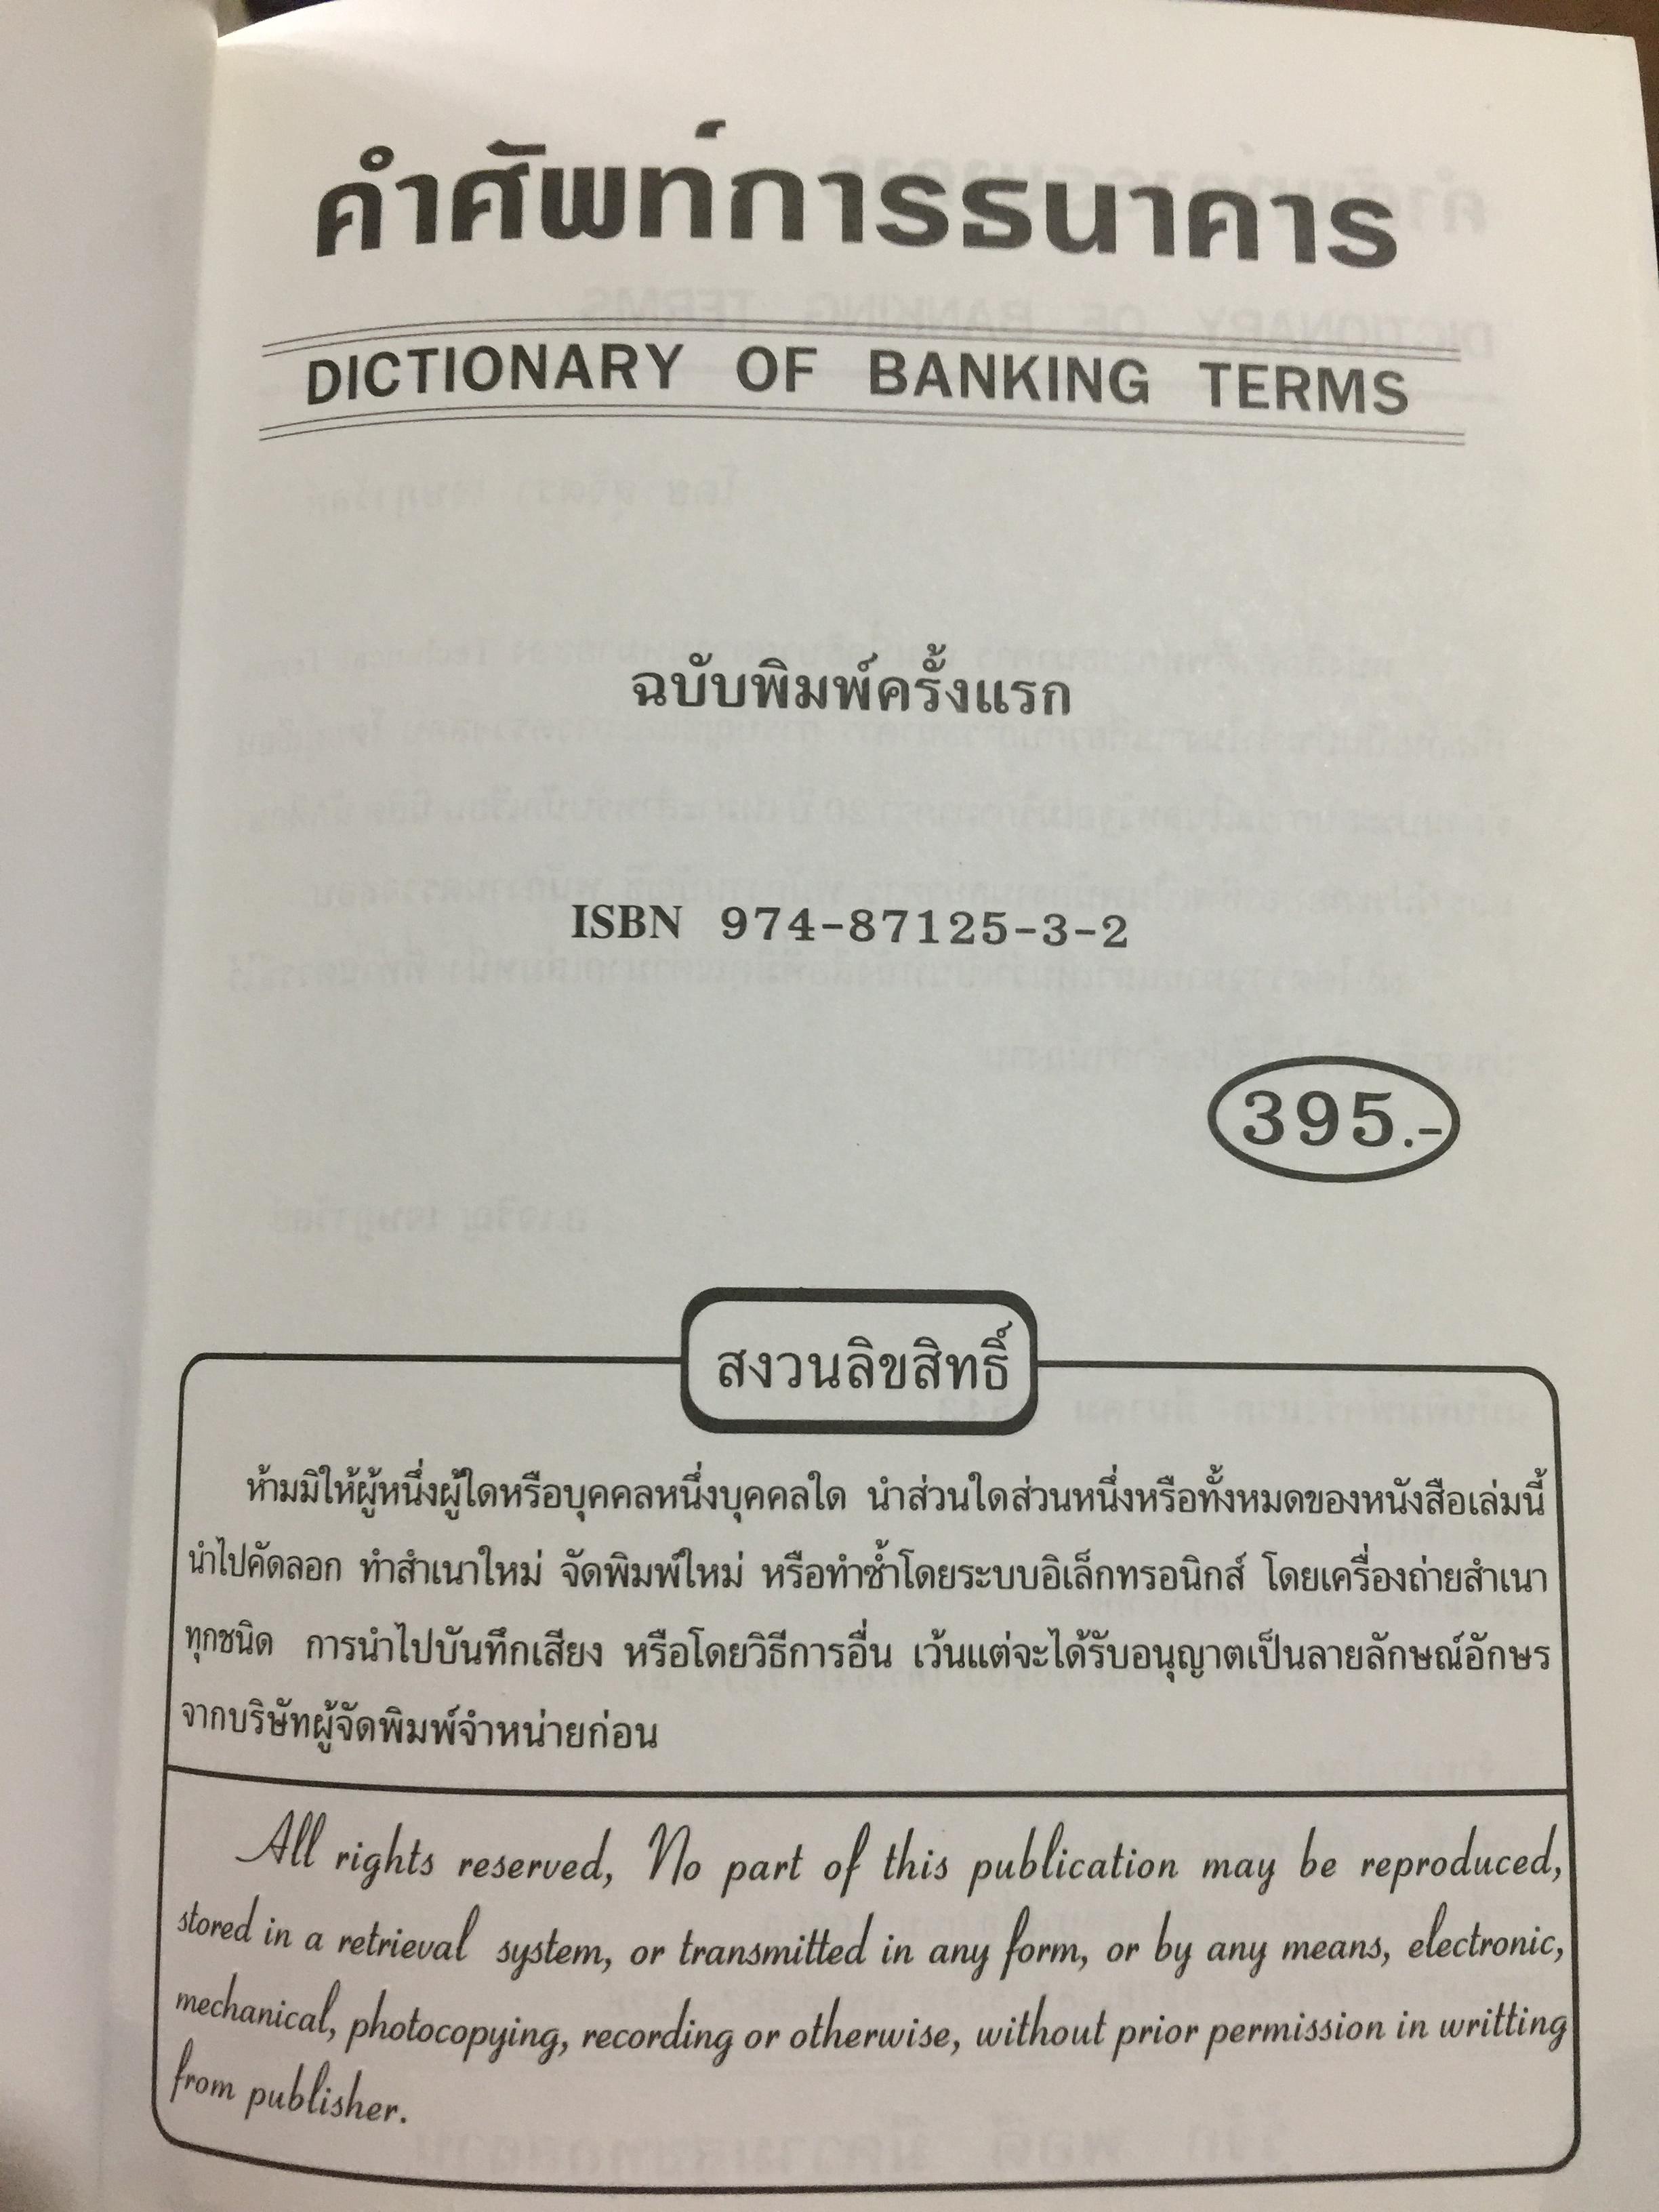 คำศัพท์การธนาคาร
DICTIONARY OF BANKING TERMS
ฉบับพิมพ์ครั้งแรก
ISBN 974-87125-3-2
395.-
สงวนลิขสิทธิ์
ห้ามมิให้ผู้หนึ่งผู้ใดหรือบุคคลหนึ่งบุคคลใด นำส่วนใดส่วนหนึ่งหรือทั้งหมดของหนังสือเล่มนี้
นำไปคัดลอก ทำสำเนาใหม่ จัดพิมพ์ใหม่ หรือทำซ้ำโดยระบบอิเล็กทรอนิกส์ โดยเครื่องถ่ายสำเนา
ทุกชนิด การนำไปบันทึกเสียง หรือโดยวิธีการอื่น เว้นแต่จะได้รับอนุญาตเป็นลายลักษณ์อักษร
จากบริษัทผู้จัดพิมพ์จำหน่ายก่อน
All rights reserved, No part of this publication may be reproduced,
stored in a retrieval system, or transmitted in any form, or by any means, electronic,
mechanical, photocopying, recording or otherwise, without prior permission in writting
from publisher.